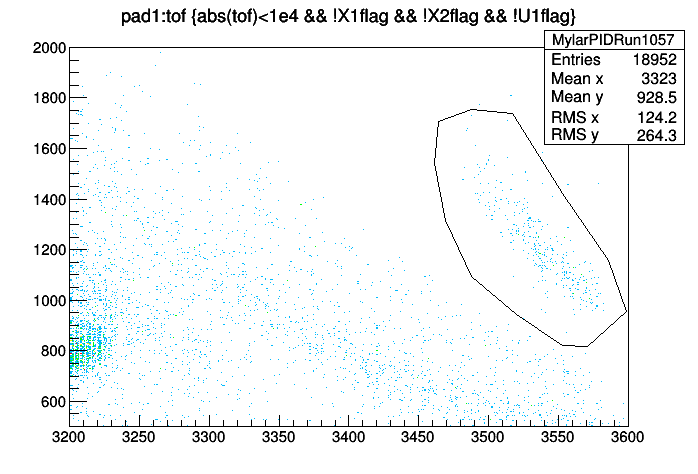 pad1:tof {abs(tof)<1e4 && !X1flag && !X2flag && !U1flag}
MylarPIDRun1057
Entries 18952
Mean x 3323
Mean y 928.5
RMS x 124.2
RMS y 264.3
2000
1800
1600
1400
1200
1000
800
600
3200 3250 3300 3350 3400 3450 3500 3550 3600